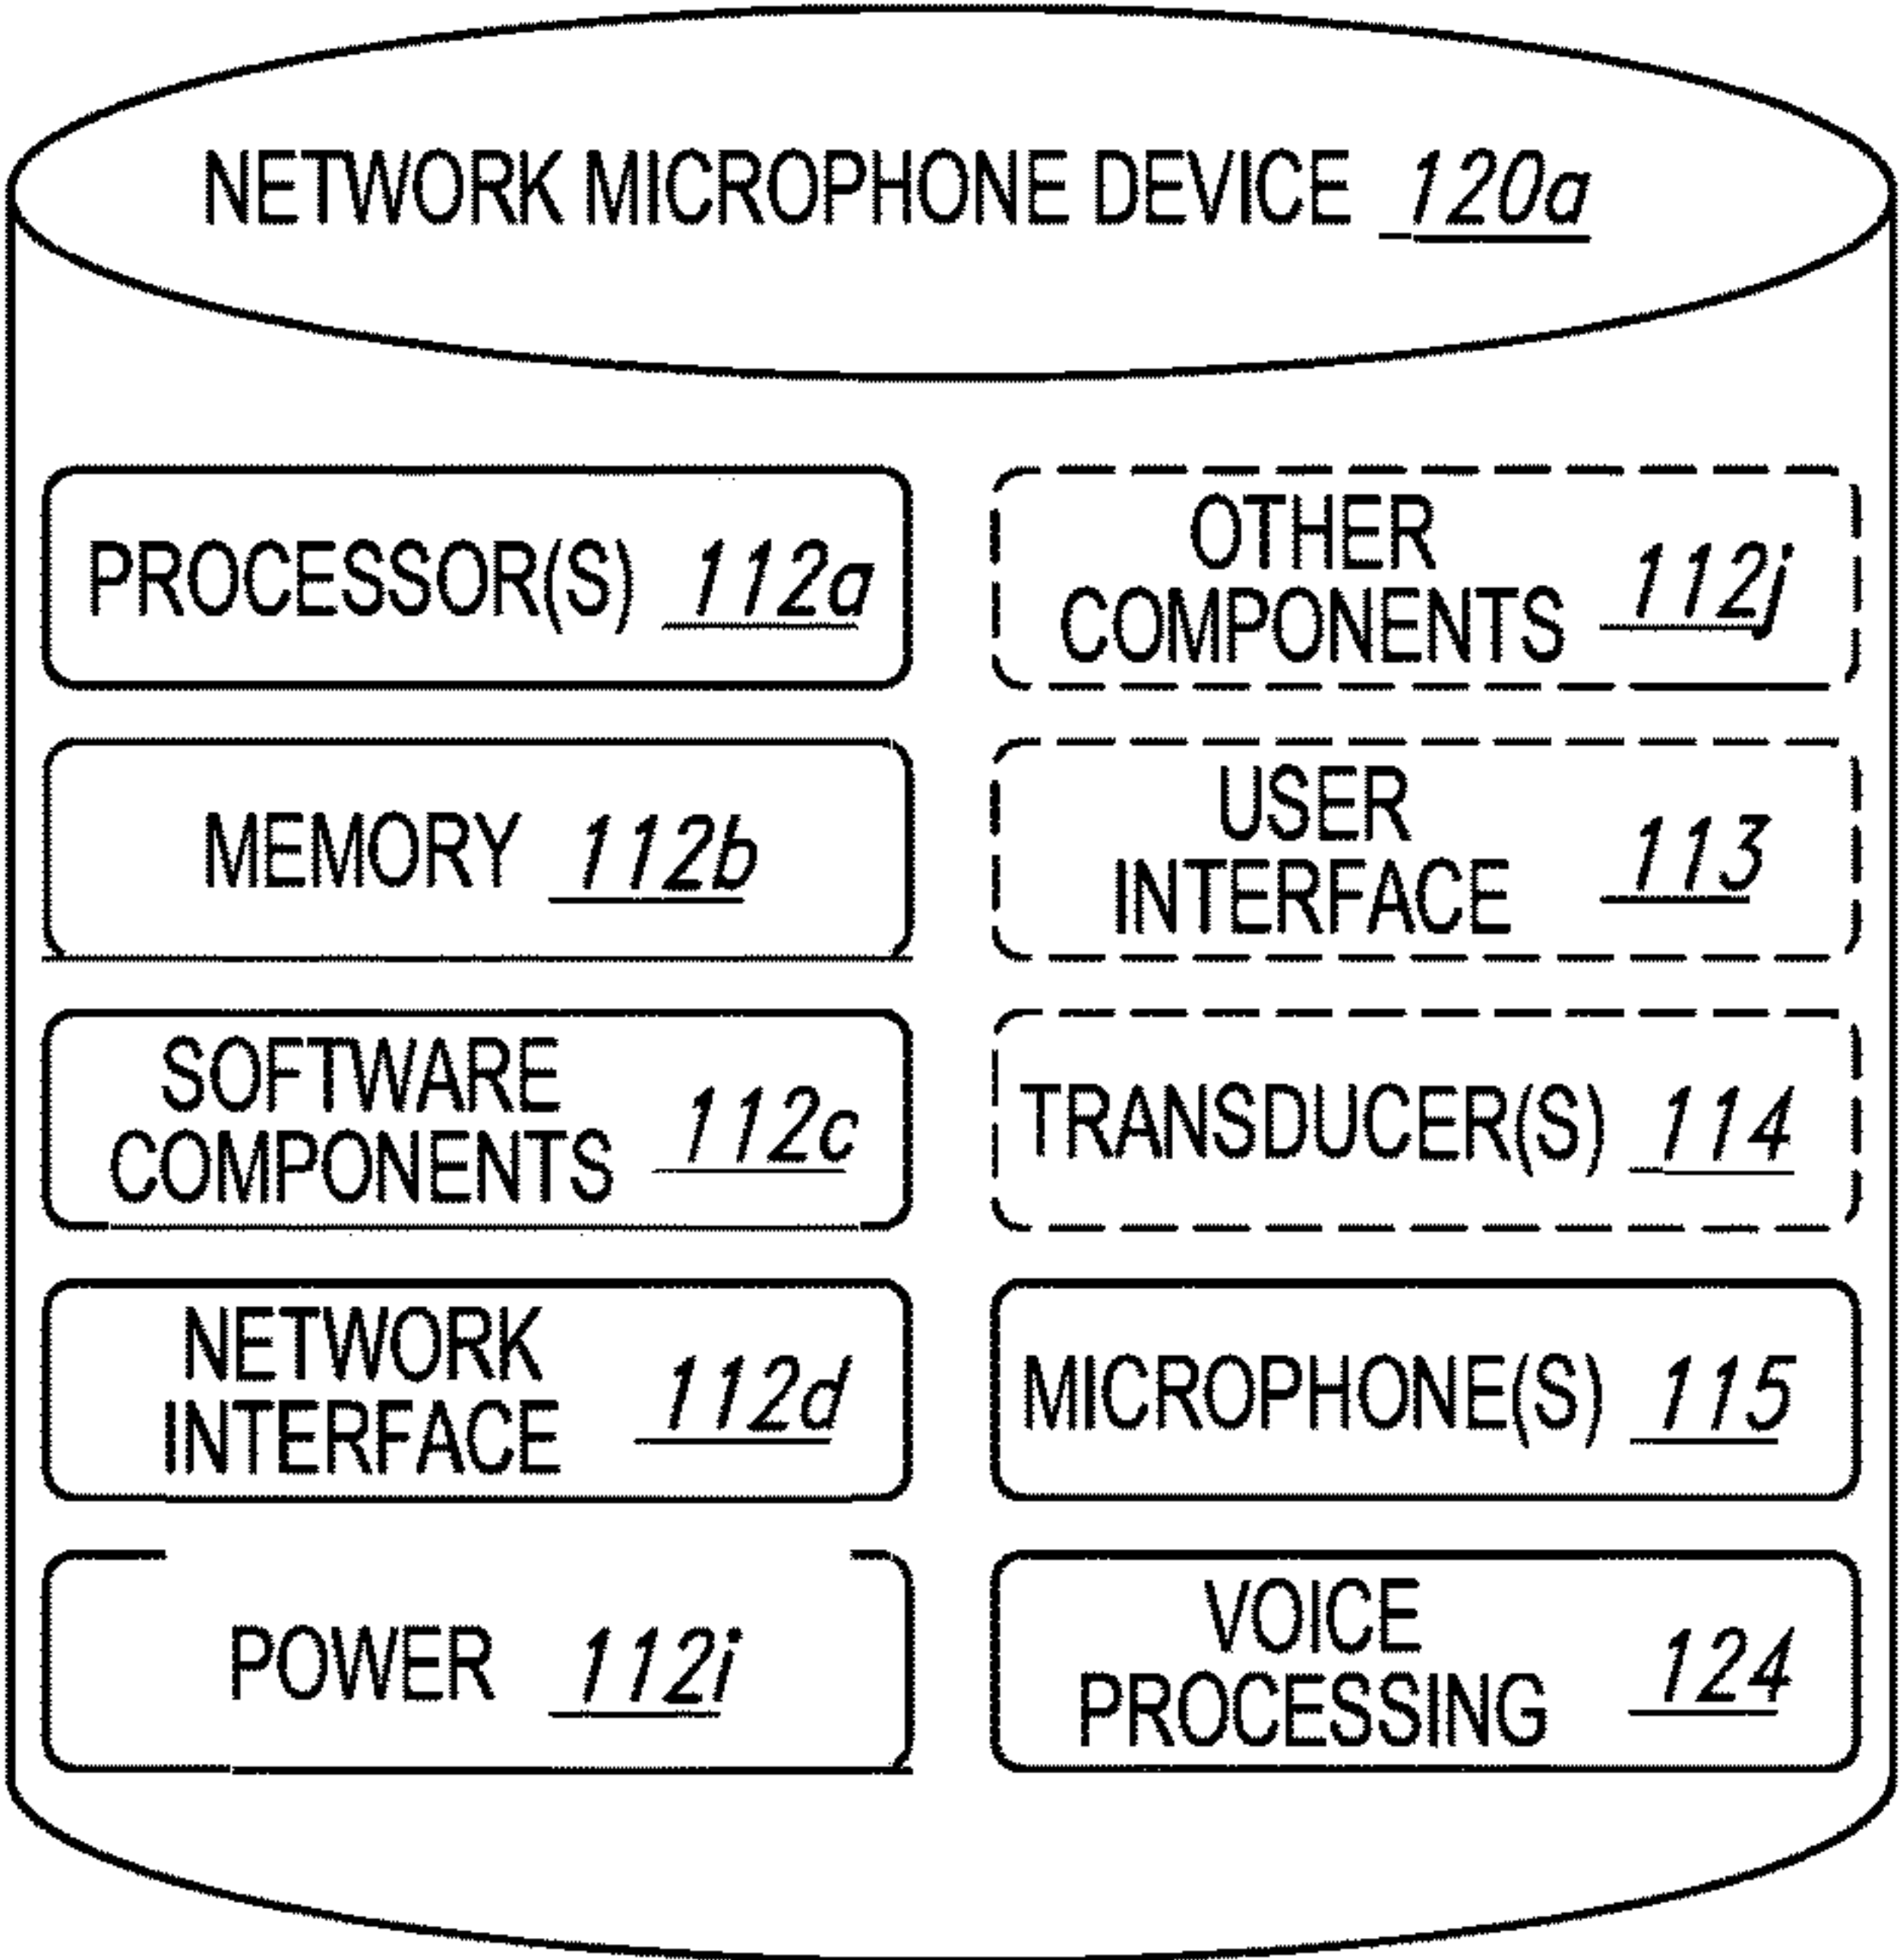 NETWORK MICROPHONE DEVICE 120a
PROCESSOR(S) 112a
MEMORY 112b
SOFTWARE
COMPONENTS 112c
NETWORK
INTERFACE 112d
POWER 112i
OTHER
COMPONENTS 112j
USER
INTERFACE 113
TRANSDUCER(S) 114
MICROPHONE(S) 115
VOICE
PROCESSING 124